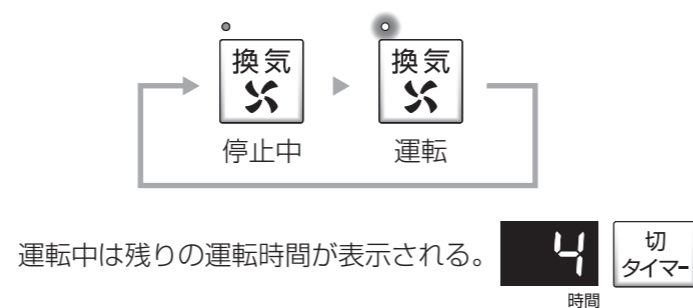 換気 換気
停止中 運転
運転中は残りの運転時間が表示される。 4 切
タイマー
時間